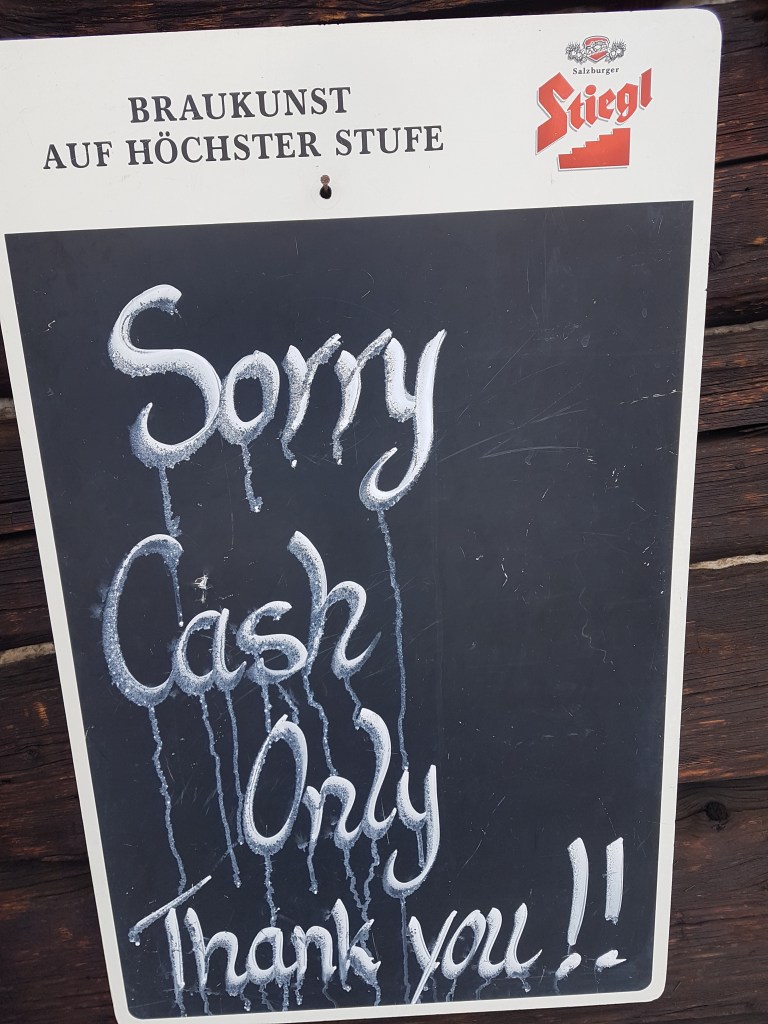 BRAUKUNST
AUF HÖCHSTER STUFE
Salzburger
Stiegl
Sorry
Cash
Only
Thank you!!